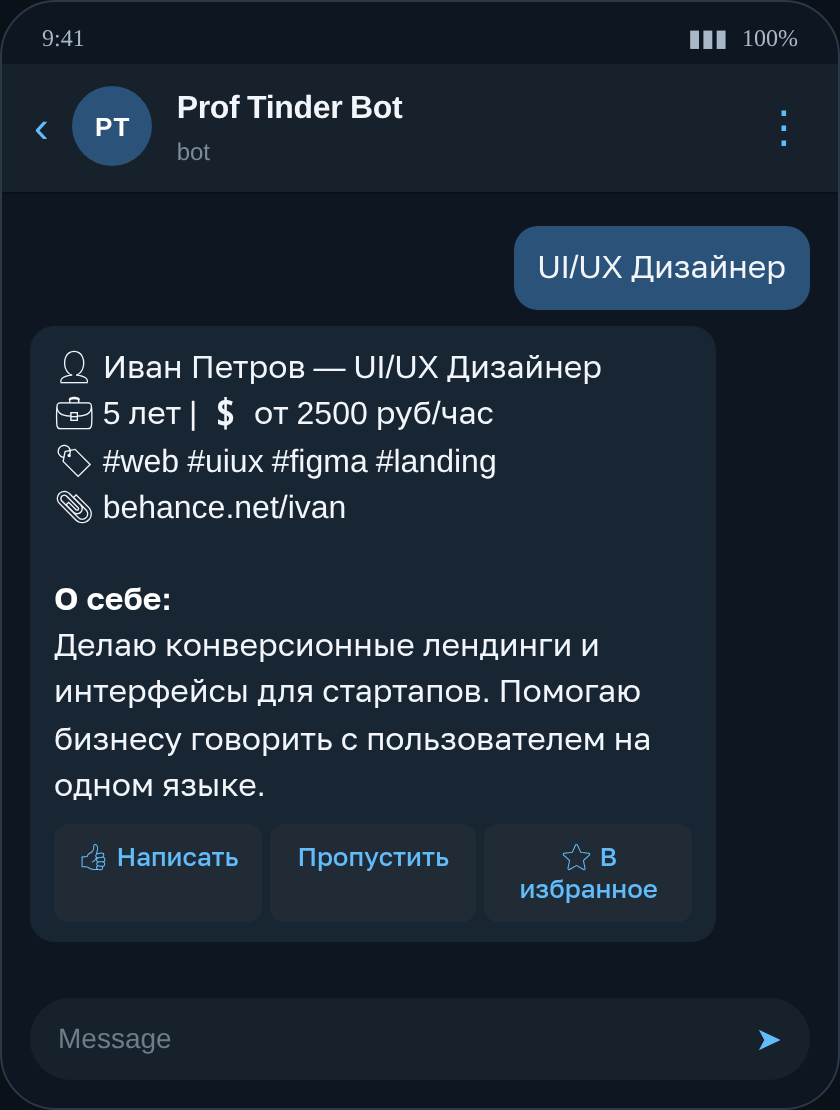 9:41
100%
PT
Prof Tinder Bot
bot
UI/UX Дизайнер
Иван Петров — UI/UX Дизайнер
5 лет | $ от 2500 руб/час
#web #uiux #figma #landing
behance.net/ivan
О себе:
Делаю конверсионные лендинги и
интерфейсы для стартапов. Помогаю
бизнесу говорить с пользователем на
одном языке.
Написать
Пропустить
В
избранное
Message